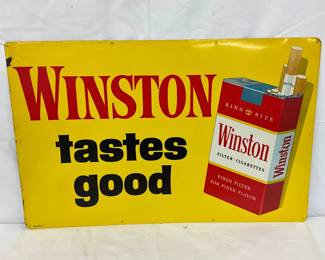 WINSTON
tastes
good
KING SIZE
Winston
FILTER-CIGARETTES
FINER FILTER
FOR FINER FLAVOR
Winston